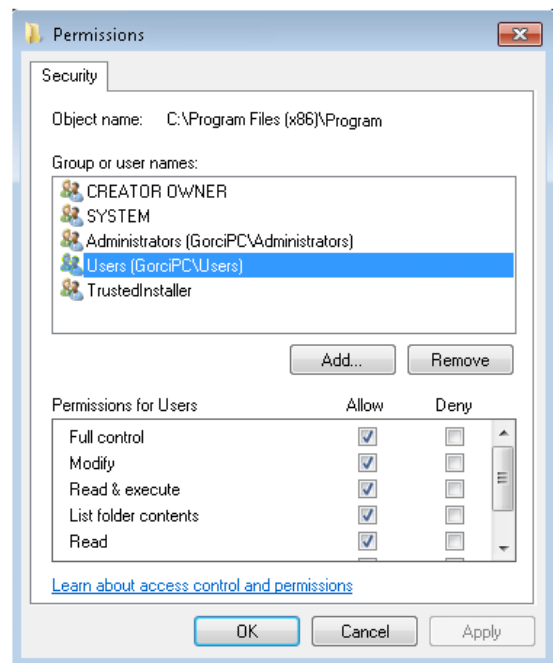 Permissions
Security
Object name: C:\Program Files (x86)\Program
Group or user names:
CREATOR OWNER
SYSTEM
Administrators (GorciPC\Administrators)
Users (GorciPC\Users)
TrustedInstaller
Add... Remove
Permissions for Users Allow Deny
Full control
Modify
Read & execute
List folder contents
Read
Learn about access control and permissions
OK Cancel Apply